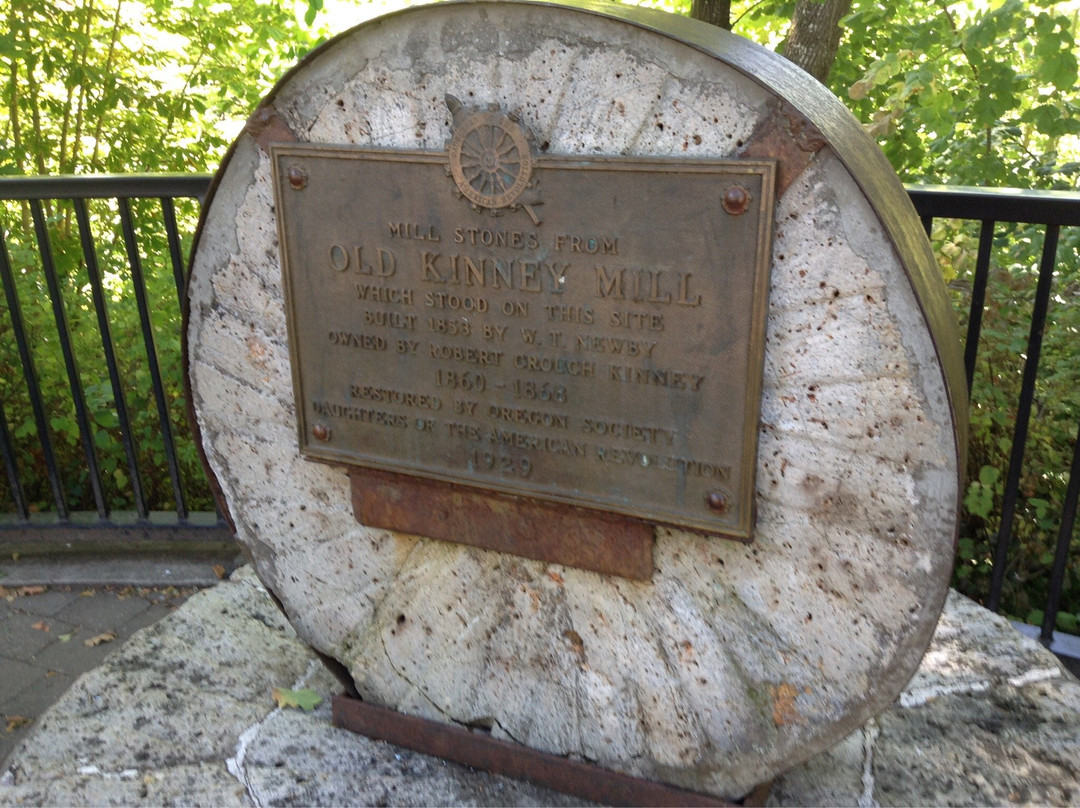 MILL STONES FROM
OLD KINNEY MILL
WHICH STOOD ON THIS SITE
BUILT 1853 BY W. T. NEWBY
OWNED BY ROBERT CROUCH KINNEY
1860 - 1868
RESTORED BY OREGON SOCIETY
DAUGHTERS OF THE AMERICAN REVOLUTION
1929